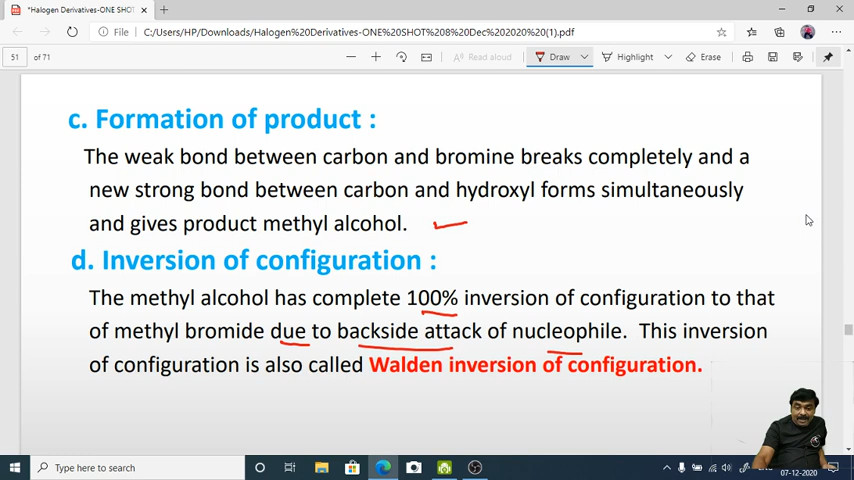 *Halogen Derivatives-ONE SHOT
File
C:/Users/HP/Downloads/Halogen%20Derivatives-ONE%20SHOT%208%20Dec%202020%20(1).pdf
51 of 71
Read aloud
Draw
Highlight
Erase
c. Formation of product :
The weak bond between carbon and bromine breaks completely and a
new strong bond between carbon and hydroxyl forms simultaneously
and gives product methyl alcohol.
d. Inversion of configuration :
The methyl alcohol has complete 100% inversion of configuration to that
of methyl bromide due to backside attack of nucleophile. This inversion
of configuration is also called Walden inversion of configuration.
Type here to search
07-12-2020